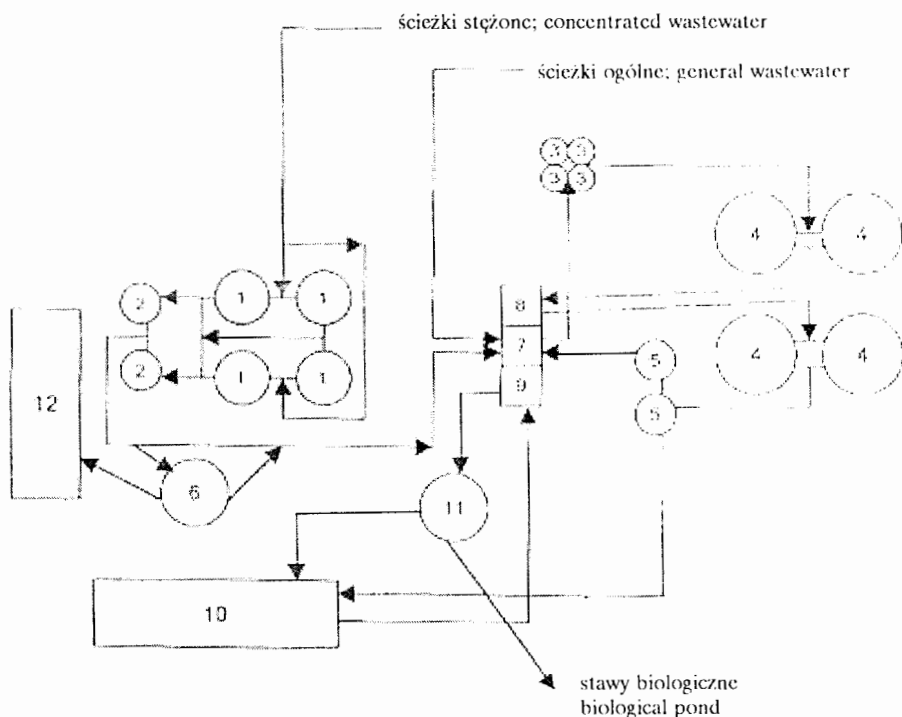 ścieżki stężone; concentrated wastewater
ścieżki ogólne; general wastewater
3 3
3 3
4 4
2 1 1
8
7
4 4
2 1 1
5
9
5
12
6
11
10
stawy biologiczne
biological pond